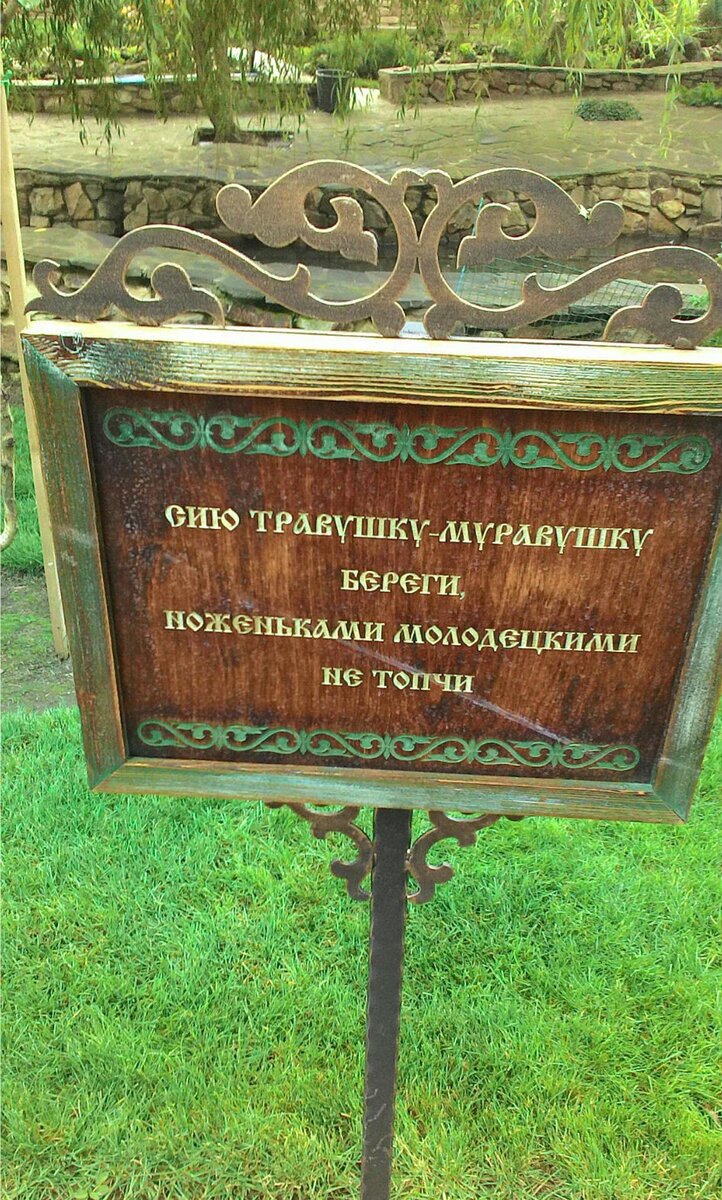 СИЮ ТРАВУШКУ-МУРАВУШКУ
БЕРЕГИ,
НОЖЕНЬКАМИ МОЛОДЕЦКИМИ
НЕ ТОПЧИ